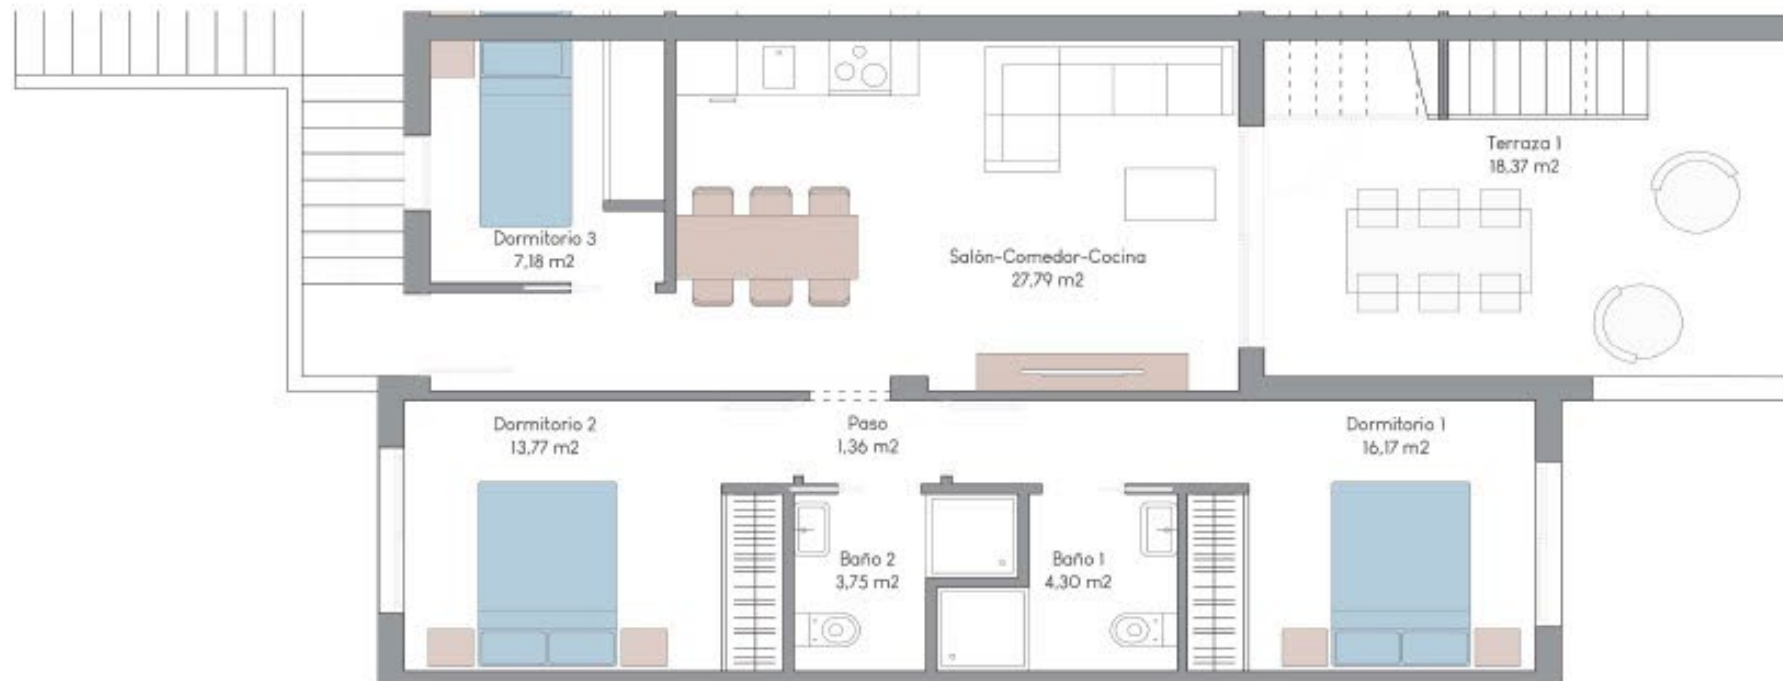 Terraza 1
18,37 m2
Dormitorio 3
7,18 m2
Salón-Comedor-Cocina
27,79 m2
Dormitorio 2
13,77 m2
Paso
1,36 m2
Dormitorio 1
16,17 m2
Baño 2
3,75 m2
Baño 1
4,30 m2